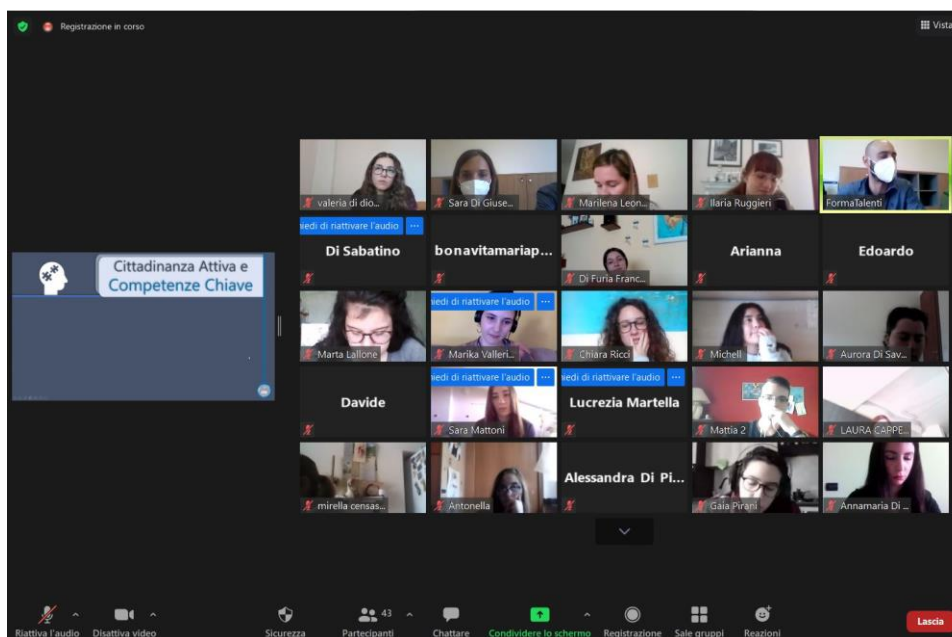 Registrazione in corso
Vista
Cittadinanza Attiva e
Competenze Chiave
valeria di dio...
Sara Di Giuse...
Marilena Leon...
Ilaria Ruggieri
FormaTalenti
iedi di riattivare l'audio ...
Di Sabatino
bonavitamariap...
Di Furia Franc...
Arianna
Edoardo
Marta Lallone
iedi di riattivare l'audio ...
Marika Valleri...
Chiara Ricci
Michell
Aurora Di Sav...
Davide
iedi di riattivare l'audio ...
Sara Mattoni
iedi di riattivare l'audio ...
Lucrezia Martella
Mattia 2
LAURA CAPPE...
mirella censas...
Antonella
Alessandra Di Pi...
Gaia Pirani
Annamaria Di ...
Riattiva l'audio
Disattiva video
Sicurezza
43
Partecipanti
Chattare
Condividere lo schermo
Registrazione
Sale gruppi
Reazioni
Lascia